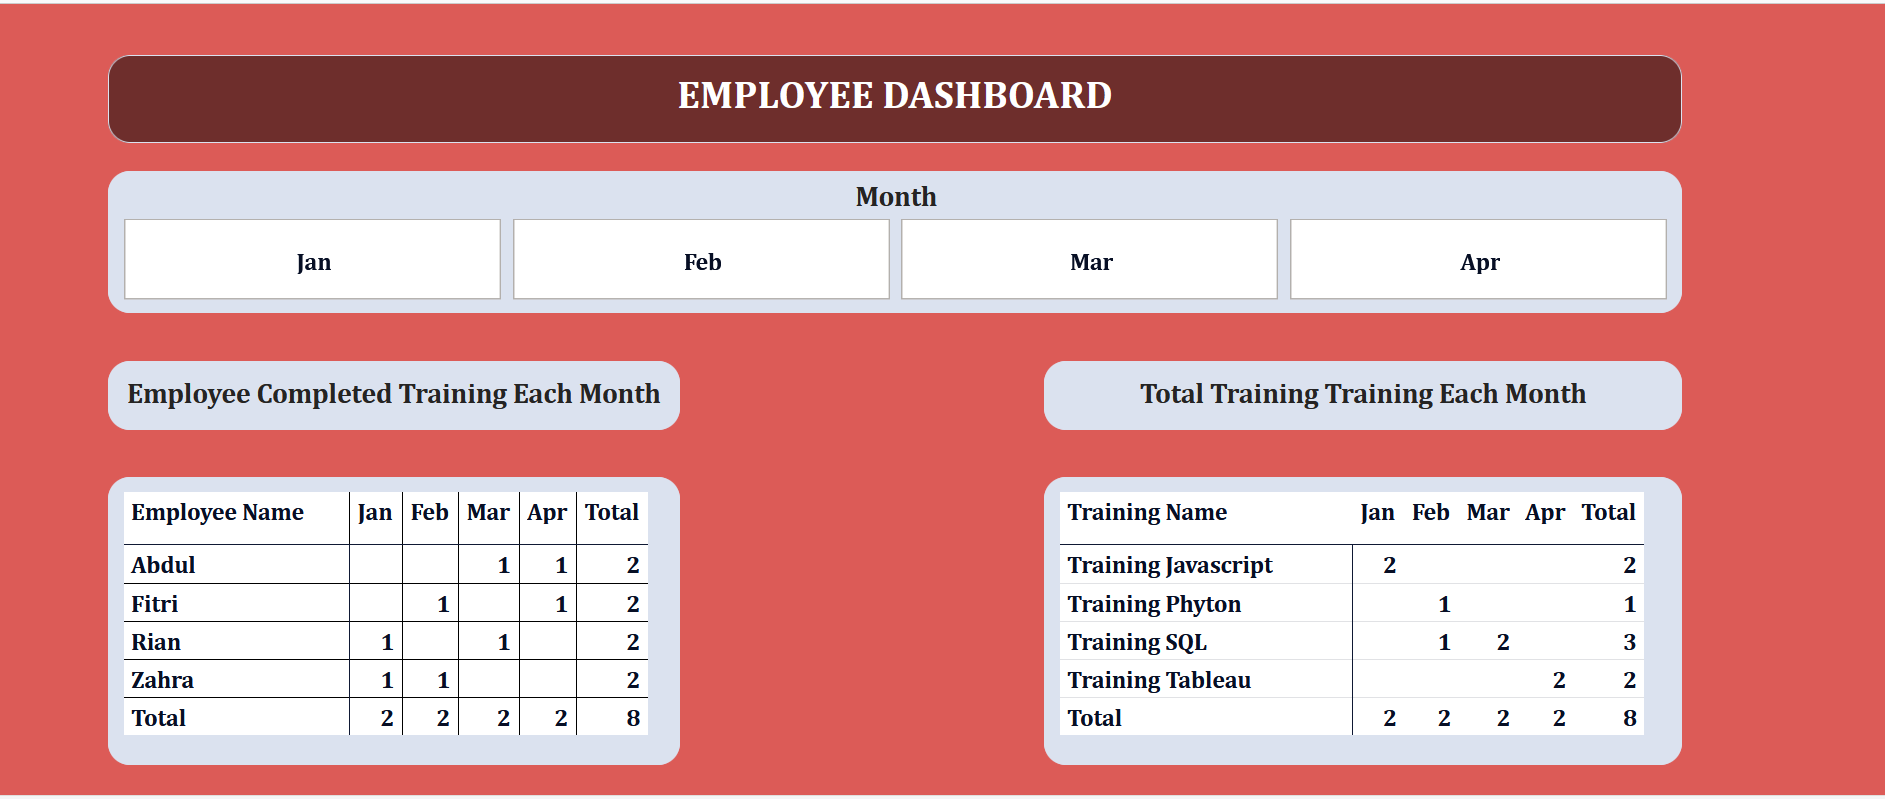 EMPLOYEE DASHBOARD
Month
Jan Feb Mar Apr
Employee Completed Training Each Month
Total Training Training Each Month
Employee Name Jan Feb Mar Apr Total
Abdul 1 1 2
Fitri 1 1 2
Rian 1 1 2
Zahra 1 1 2
Total 2 2 2 2 8
Training Name Jan Feb Mar Apr Total
Training Javascript 2 2
Training Phyton 1 1
Training SQL 1 2 3
Training Tableau 2 2
Total 2 2 2 2 8